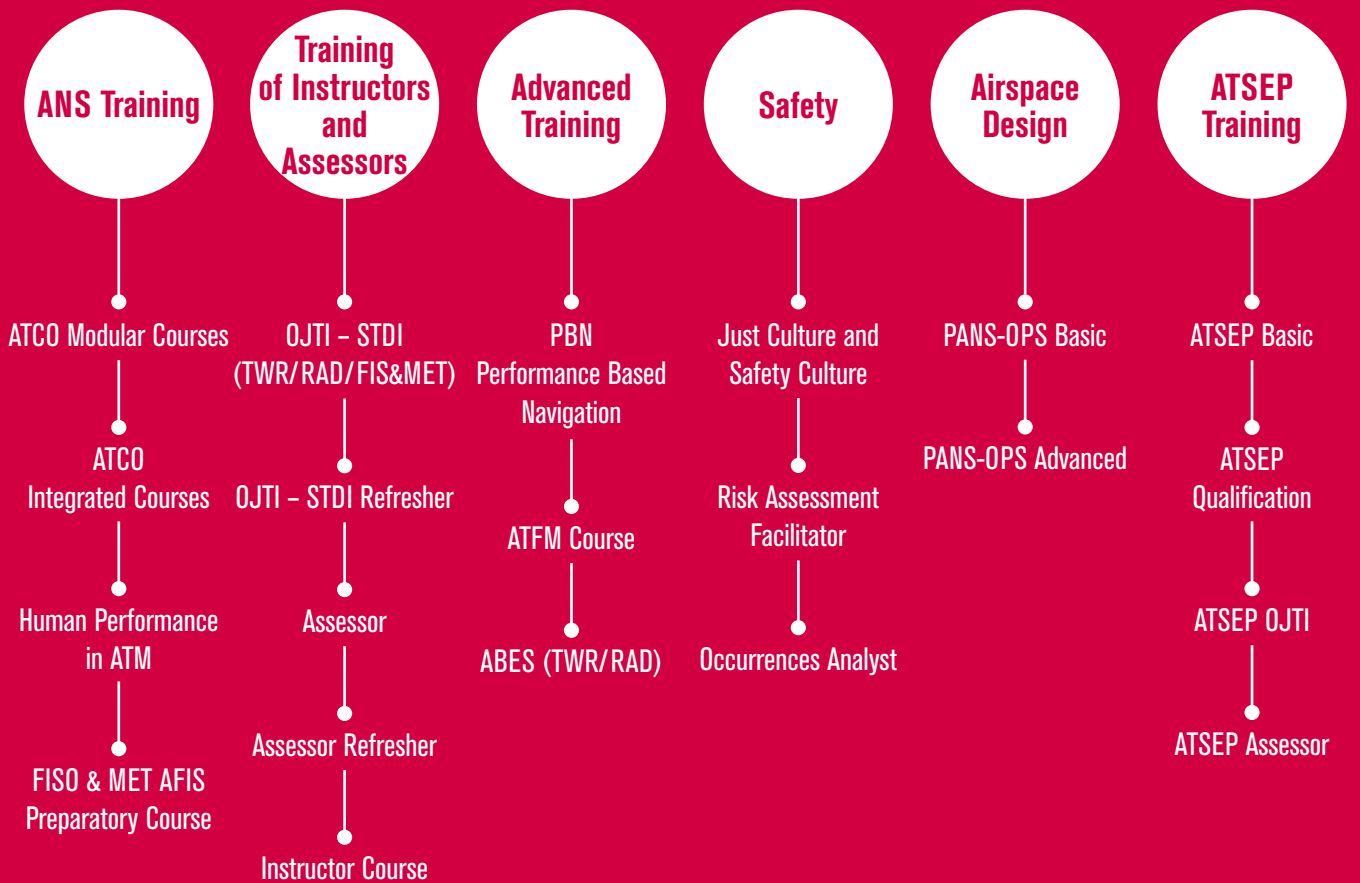 ANS Training
ATCO Modular Courses
ATCO
Integrated Courses
Human Performance
in ATM
FISO & MET AFIS
Preparatory Course
Training
of Instructors
and
Assessors
OJTI – STDI
(TWR/RAD/FIS&MET)
OJTI – STDI Refresher
Assessor
Assessor Refresher
Instructor Course
Advanced
Training
PBN
Performance Based
Navigation
ATFM Course
ABES (TWR/RAD)
Safety
Just Culture and
Safety Culture
Risk Assessment
Facilitator
Occurrences Analyst
Airspace
Design
PANS-OPS Basic
PANS-OPS Advanced
ATSEP
Training
ATSEP Basic
ATSEP
Qualification
ATSEP OJTI
ATSEP Assessor